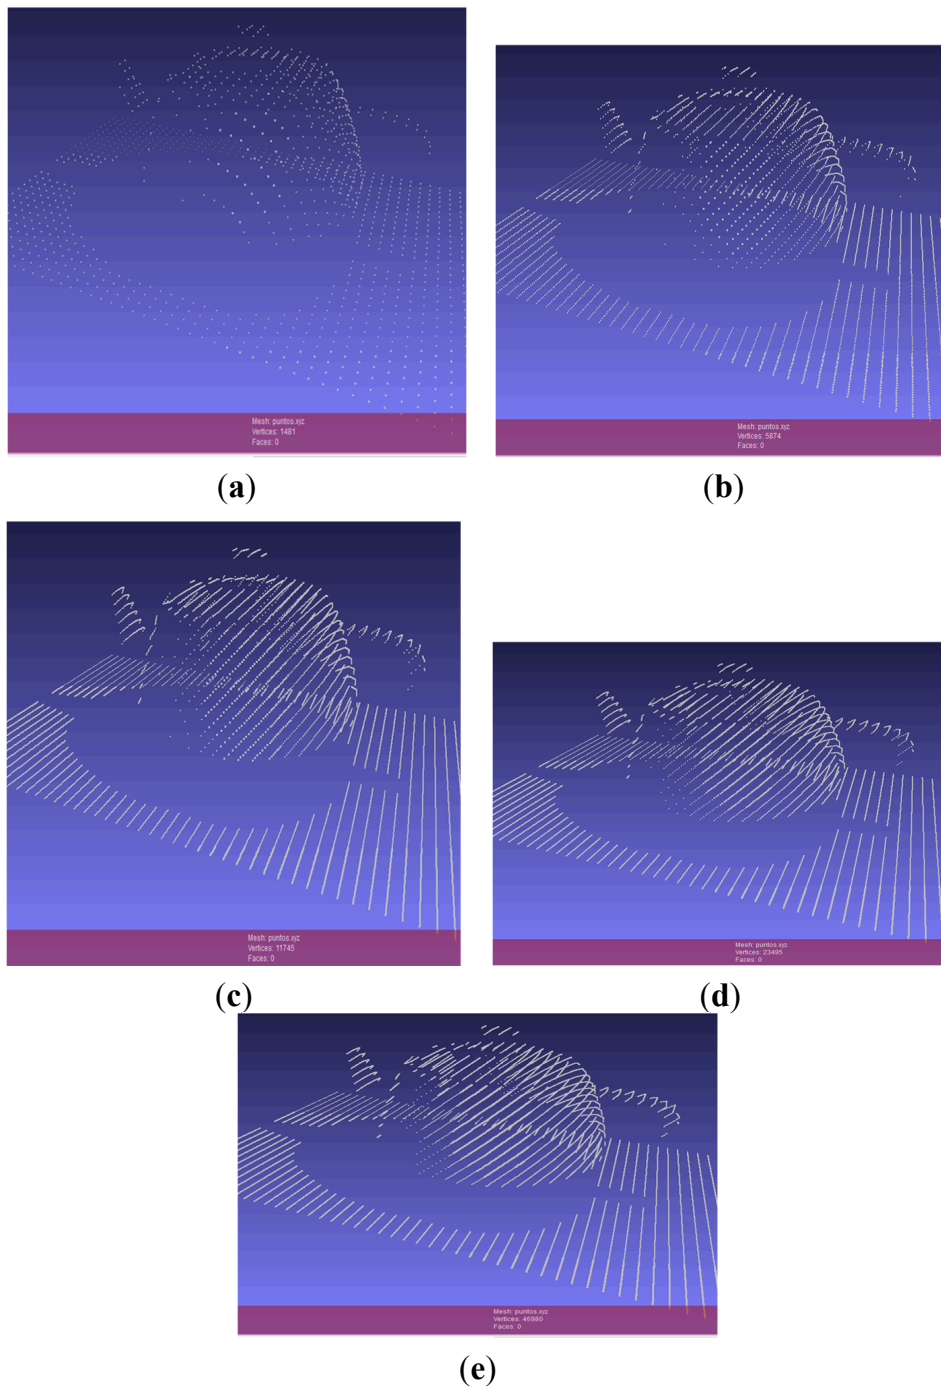 Mesh: puntos.xyz
Vertices: 1481
Faces: 0
(a)
Mesh: puntos.xyz
Vertices: 5874
Faces: 0
(b)
Mesh: puntos.xyz
Vertices: 11745
Faces: 0
(c)
Mesh: puntos.xyz
Vertices: 23495
Faces: 0
(d)
Mesh: puntos.xyz
Vertices: 46980
Faces: 0
(e)